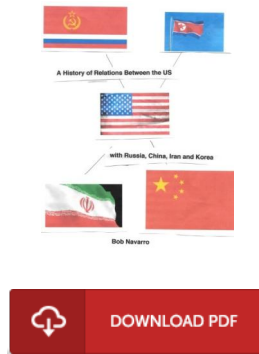 A History of Relations Between the US
with Russia, China, Iran and Korea
Bob Navarro
DOWNLOAD PDF